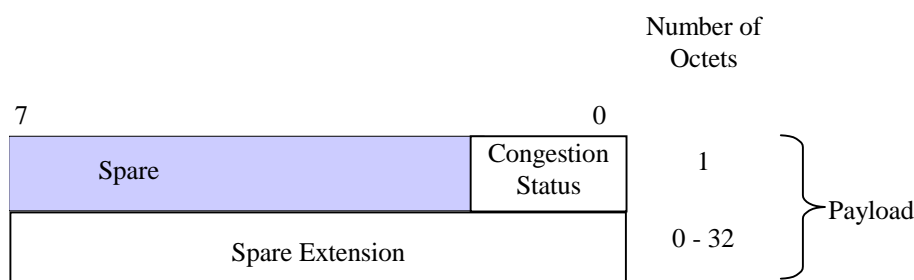 Number of
Octets
7 0
Spare
Congestion
Status
1
Payload
Spare Extension
0 - 32